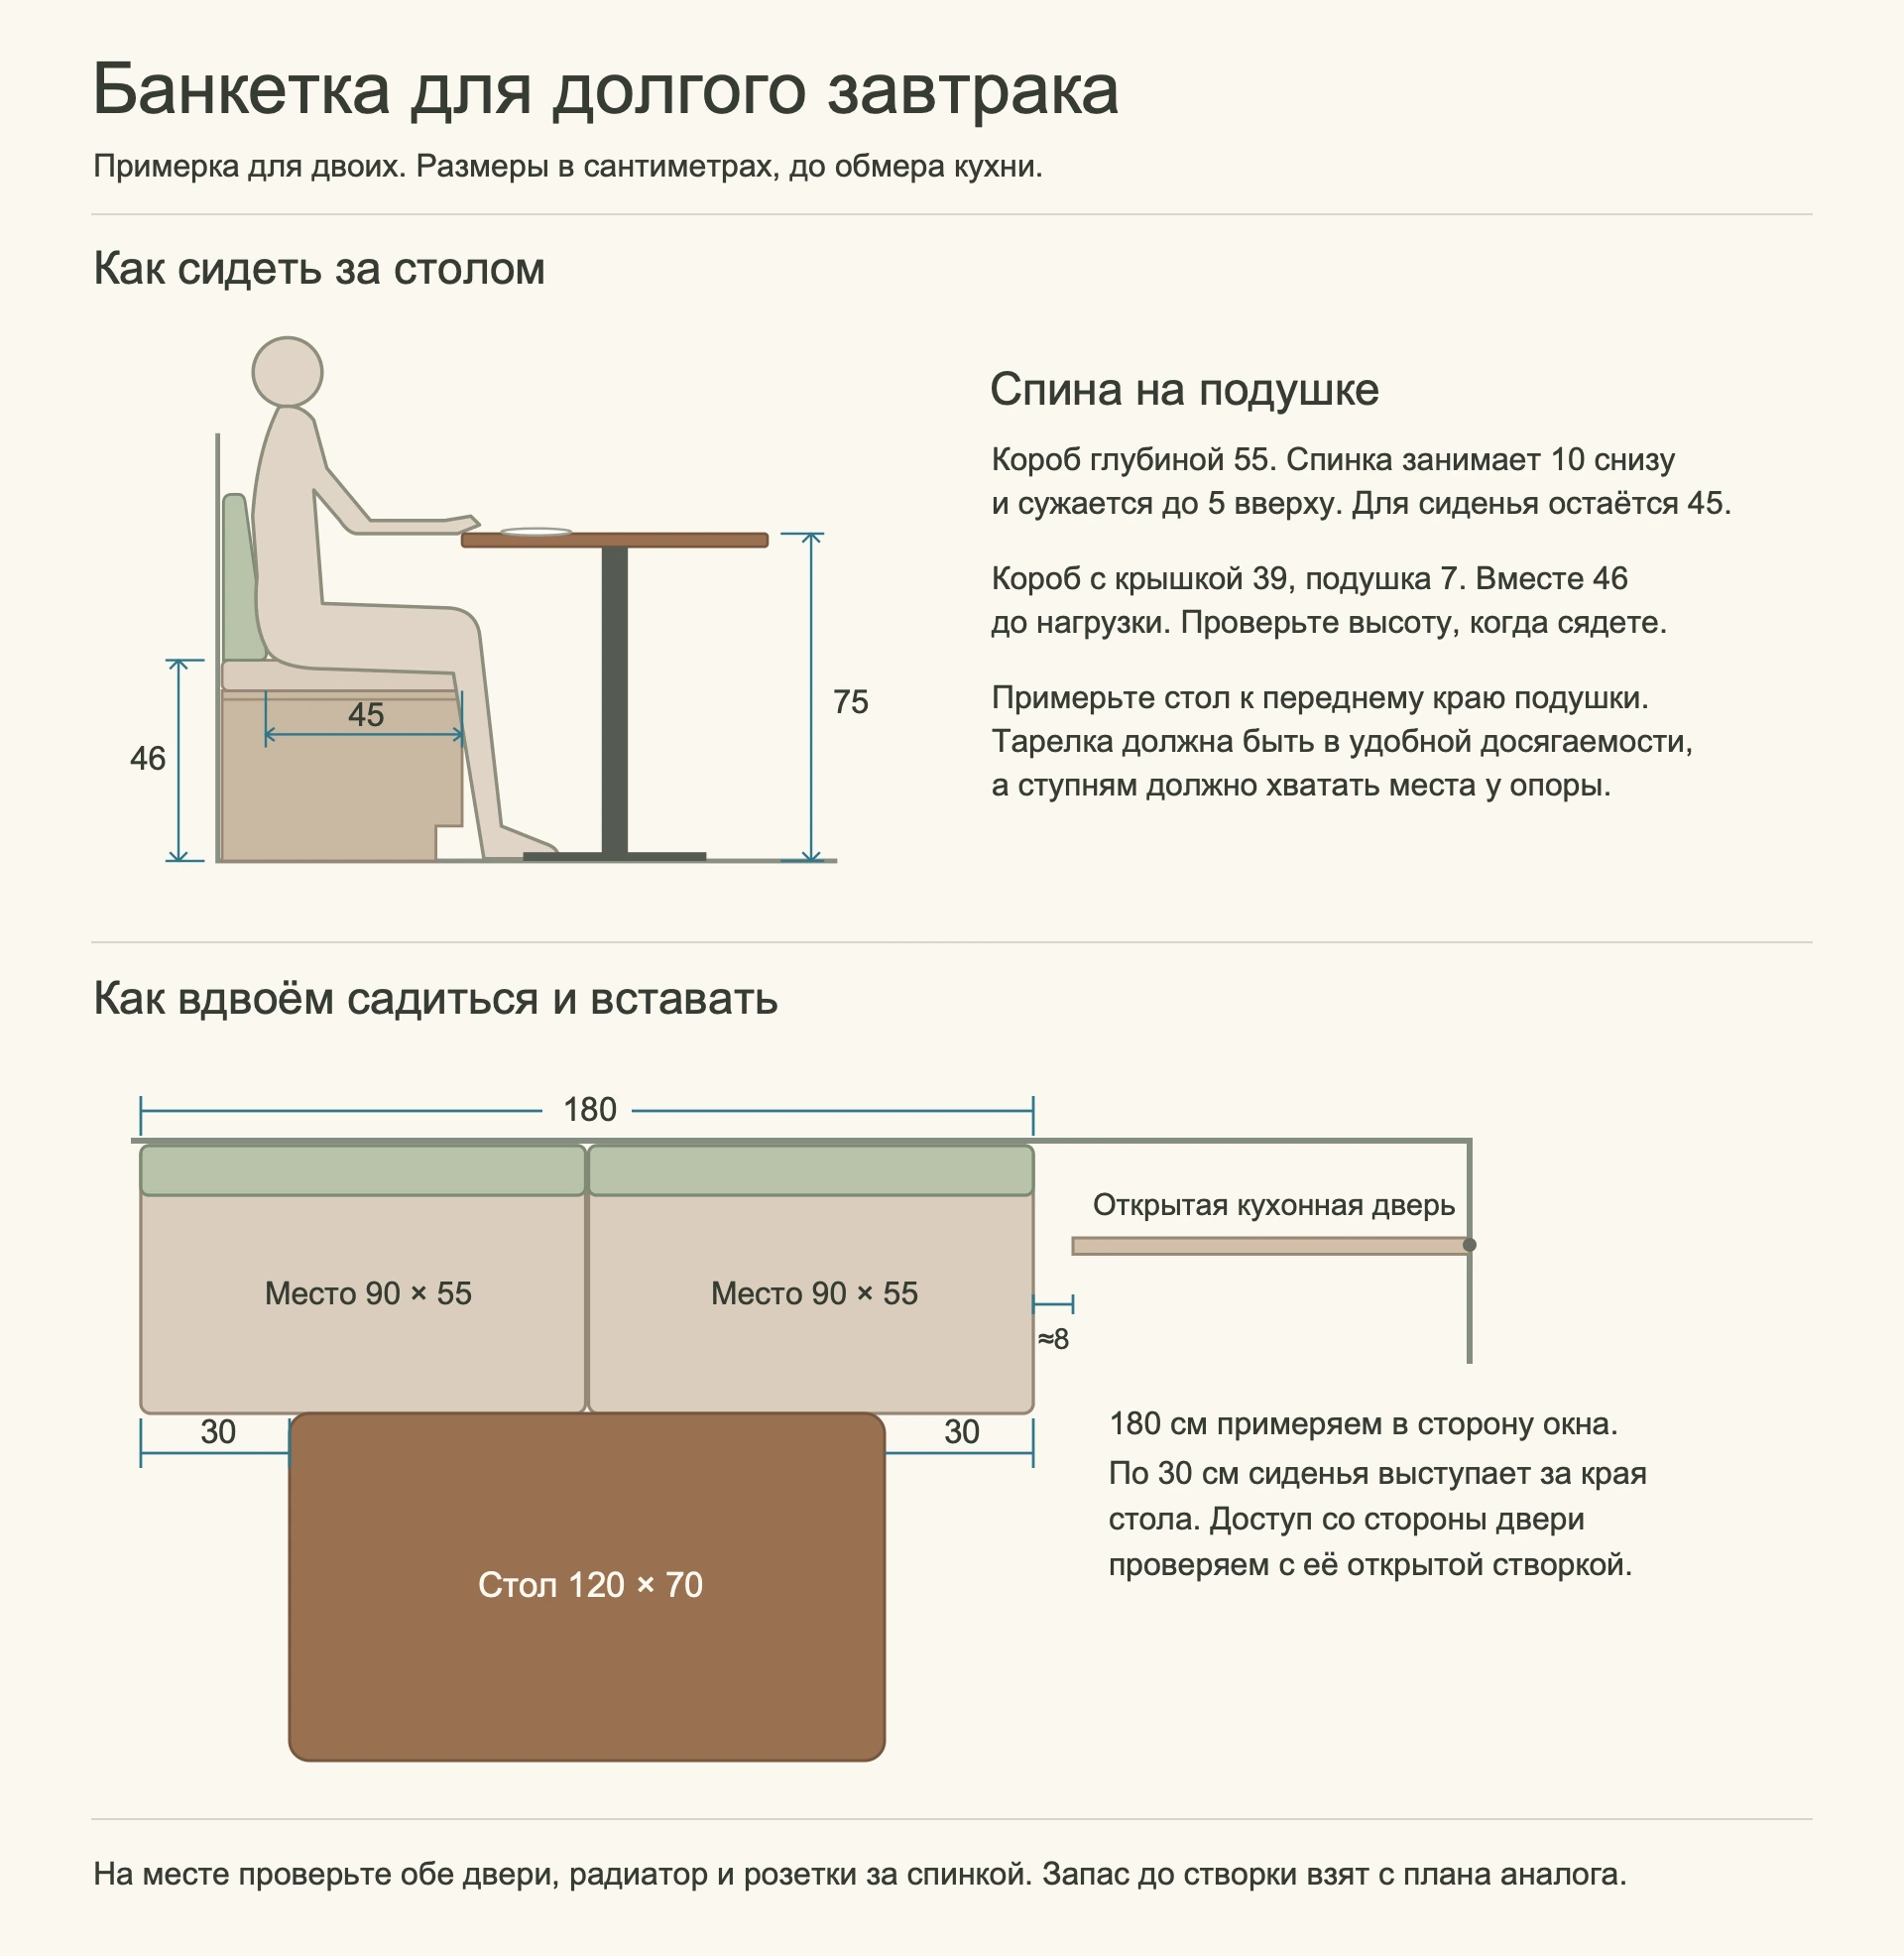 Банкетка для долгого завтрака
Примерка для двоих. Размеры в сантиметрах, до обмера кухни.
Как сидеть за столом
Спина на подушке
Короб глубиной 55. Спинка занимает 10 снизу
и сужается до 5 вверху. Для сиденья остаётся 45.
Короб с крышкой 39, подушка 7. Вместе 46
до нагрузки. Проверьте высоту, когда сядете.
Примерьте стол к переднему краю подушки.
Тарелка должна быть в удобной досягаемости,
а ступням должно хватать места у опоры.
45
46
75
Как вдвоём садиться и вставать
180
Открытая кухонная дверь
Место 90 × 55
Место 90 × 55
≈8
30
30
Стол 120 × 70
180 см примеряем в сторону окна.
По 30 см сиденья выступает за края
стола. Доступ со стороны двери
проверяем с её открытой створкой.
На месте проверьте обе двери, радиатор и розетки за спинкой. Запас до створки взят с плана аналога.